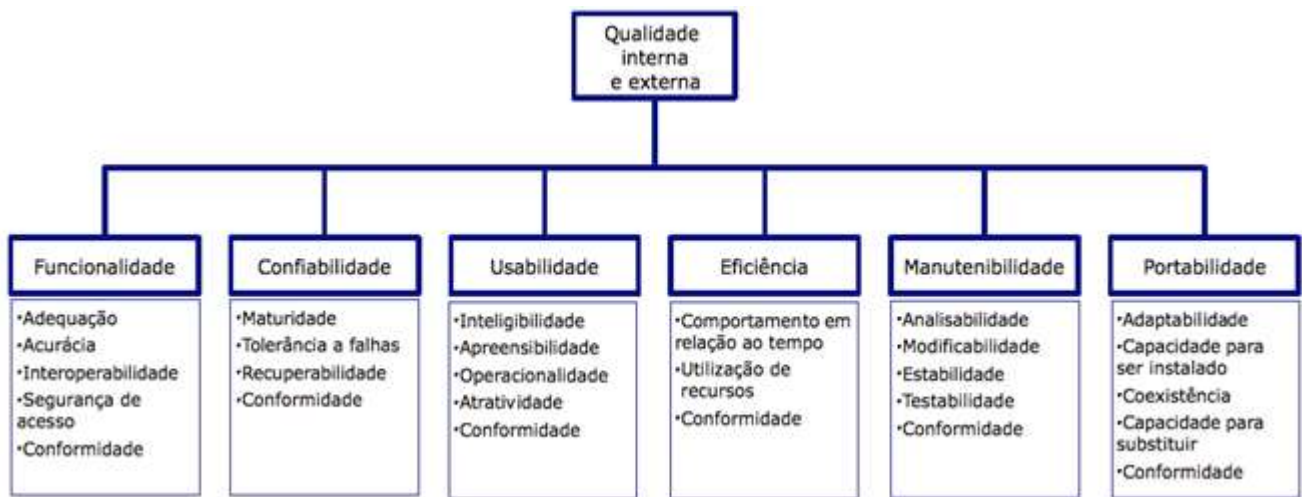 Qualidade
interna
e externa
Funcionalidade
•Adequação
•Acurácia
•Interoperabilidade
•Segurança de
acesso
•Conformidade
Confiabilidade
•Maturidade
•Tolerância a falhas
•Recuperabilidade
•Conformidade
Usabilidade
•Inteligibilidade
•Apreensibilidade
•Operacionalidade
•Atratividade
•Conformidade
Eficiência
•Comportamento em
relação ao tempo
•Utilização de
recursos
•Conformidade
Manutenibilidade
•Analisabilidade
•Modificabilidade
•Estabilidade
•Testabilidade
•Conformidade
Portabilidade
•Adaptabilidade
•Capacidade para
ser instalado
•Coexistência
•Capacidade para
substituir
•Conformidade